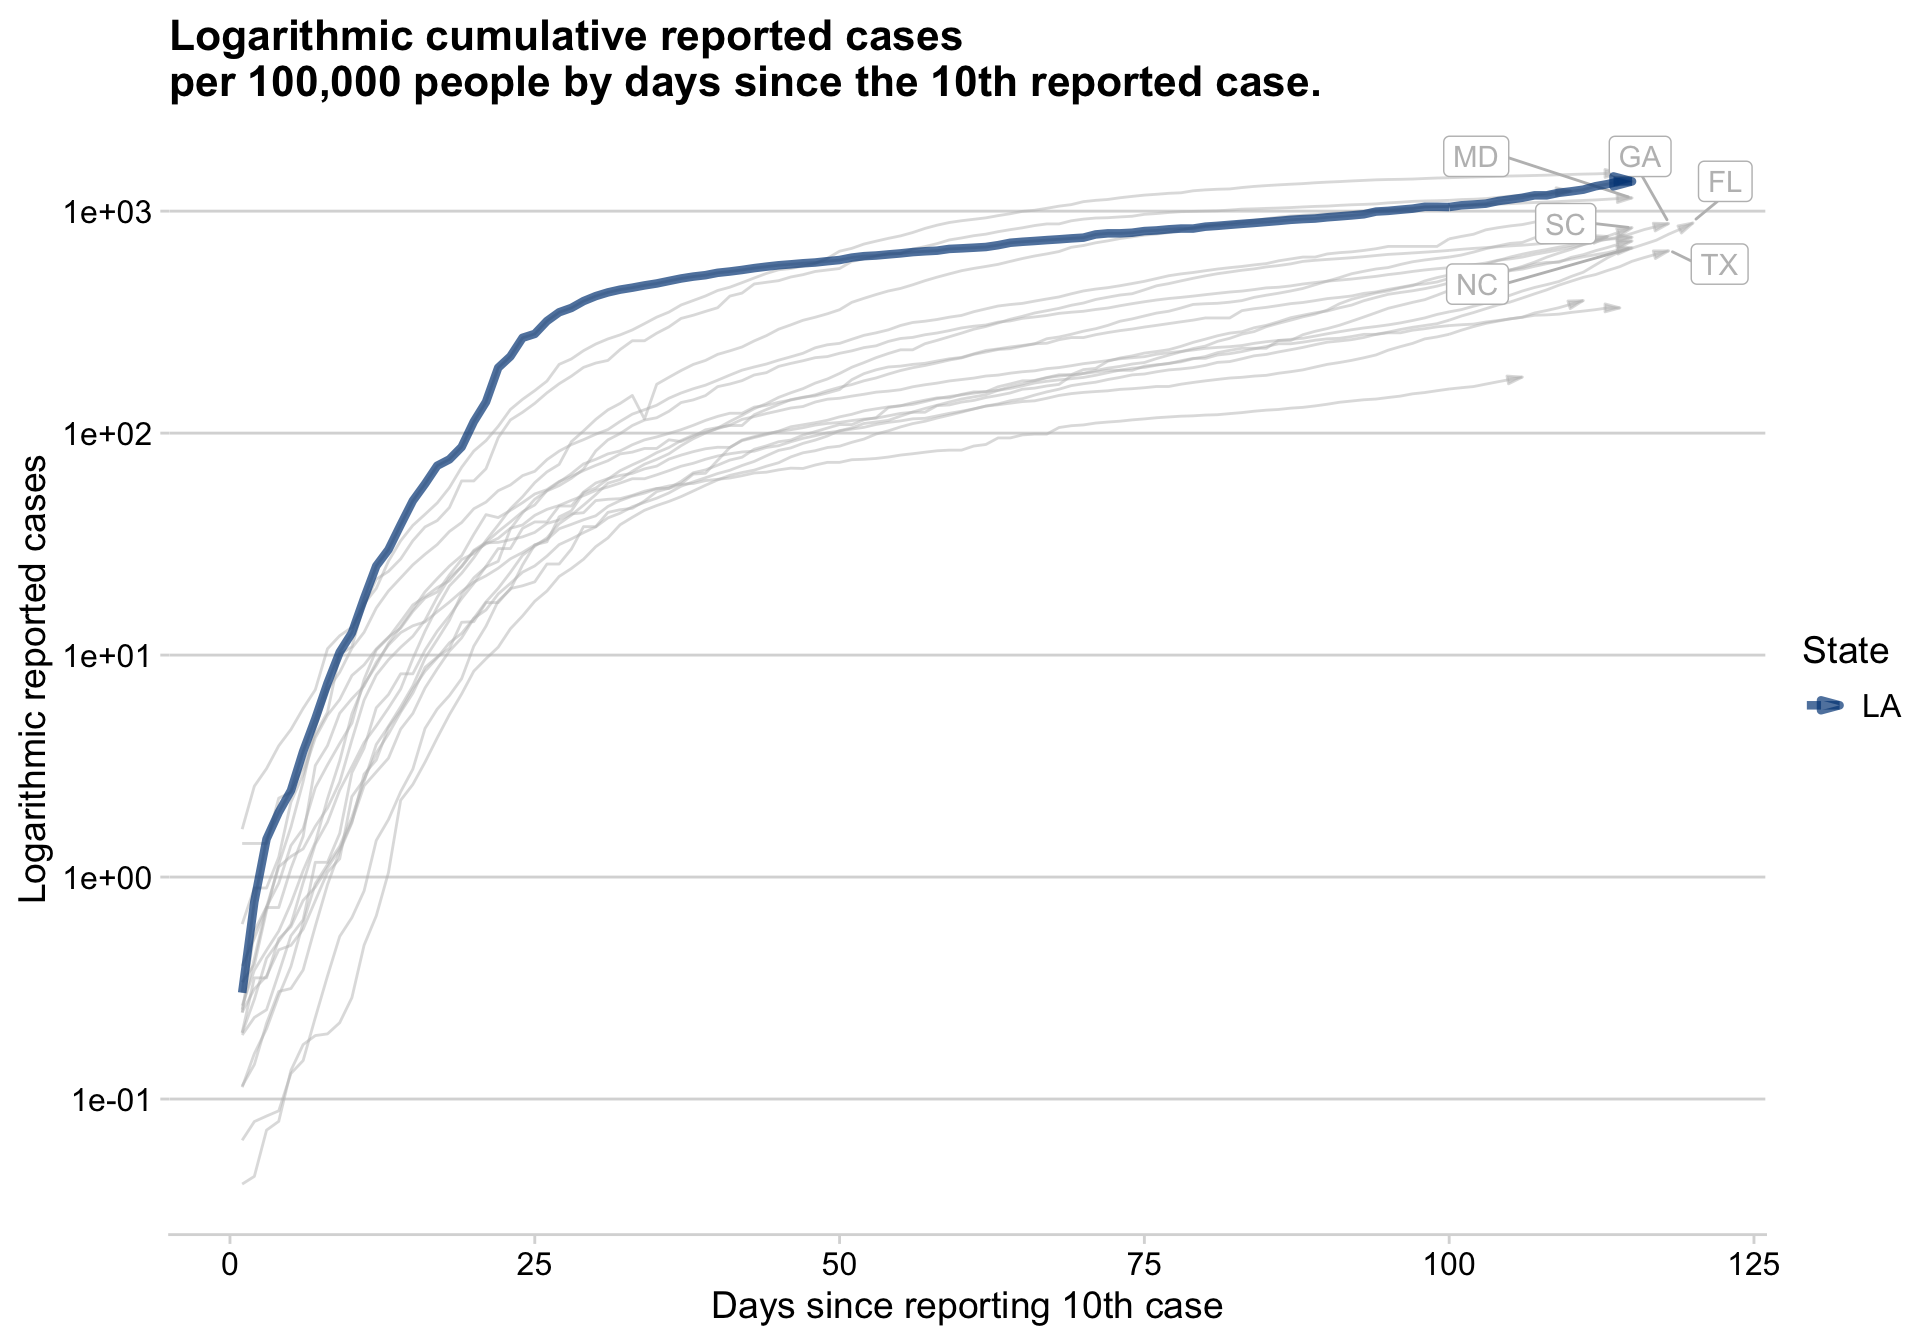 Logarithmic cumulative reported cases
per 100,000 people by days since the 10th reported case.
MD
GA
FL
SC
TX
NC
1e+03
1e+02
1e+01
1e+00
1e-01
Logarithmic reported cases
0
25
50
75
100
125
Days since reporting 10th case
State
LA